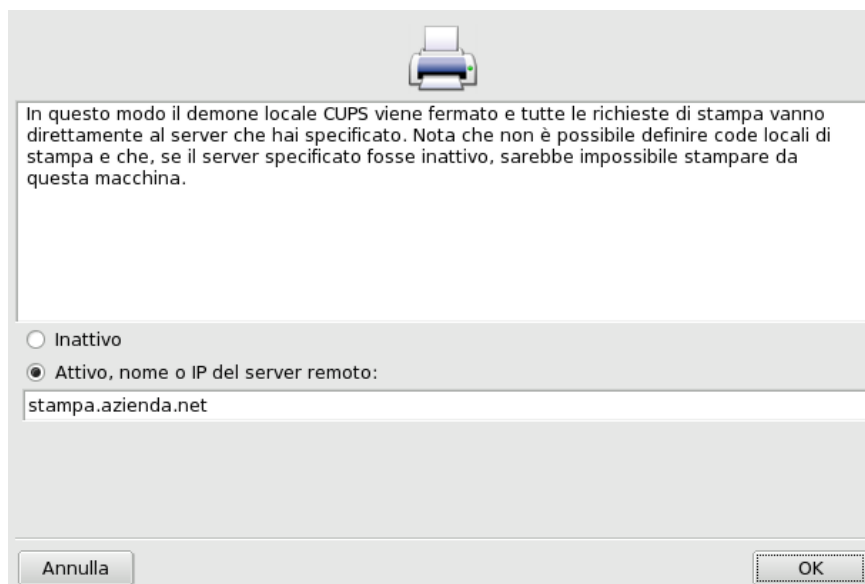 In questo modo il demone locale CUPS viene fermato e tutte le richieste di stampa vanno
direttamente al server che hai specificato. Nota che non è possibile definire code locali di
stampa e che, se il server specificato fosse inattivo, sarebbe impossibile stampare da
questa macchina.
Inattivo
Attivo, nome o IP del server remoto:
stampa.azienda.net
Annulla
OK